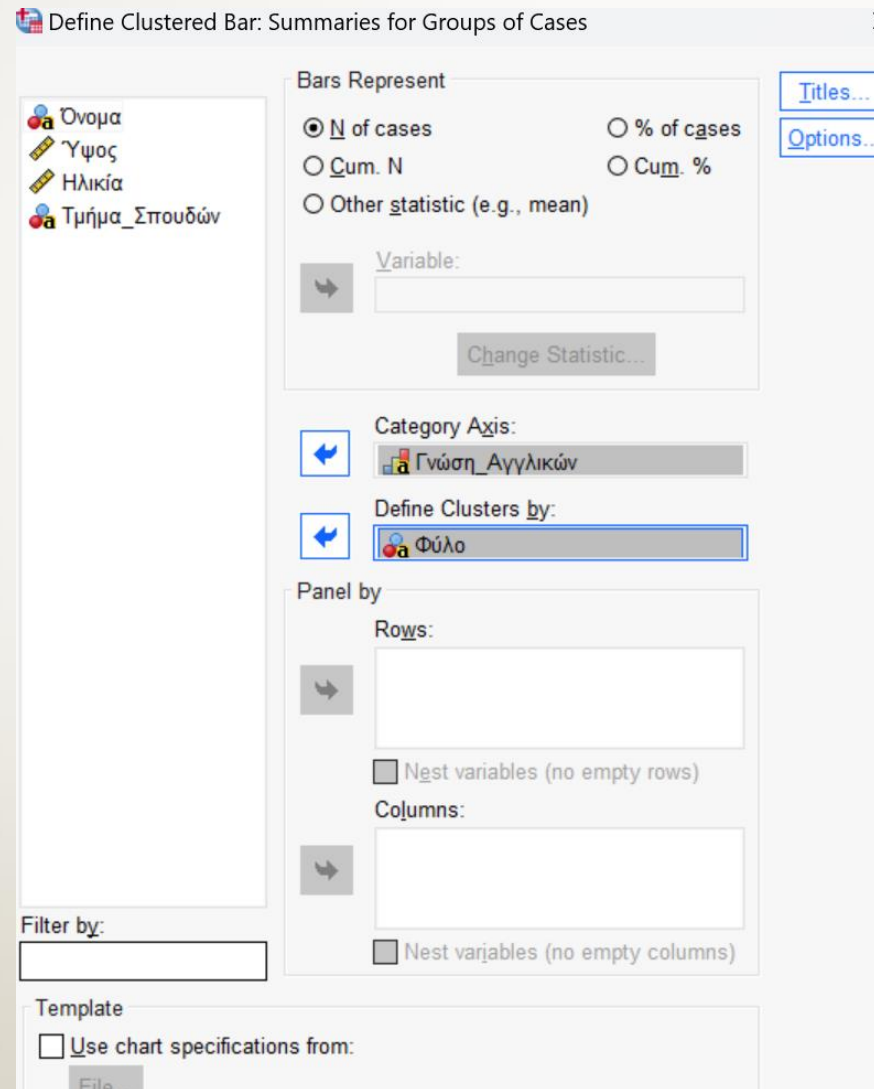 Define Clustered Bar: Summaries for Groups of Cases
Όνομα
Ύψος
Ηλικία
Τμήμα_Σπουδών
Bars Represent
N of cases
% of cases
Cum. N
Cum. %
Other statistic (e.g., mean)
Variable:
Change Statistic...
Category Axis:
Γνώση_Αγγλικών
Define Clusters by:
Φύλο
Panel by
Rows:
Nest variables (no empty rows)
Columns:
Nest variables (no empty columns)
Titles...
Options..
Filter by:
Template
Use chart specifications from:
File...